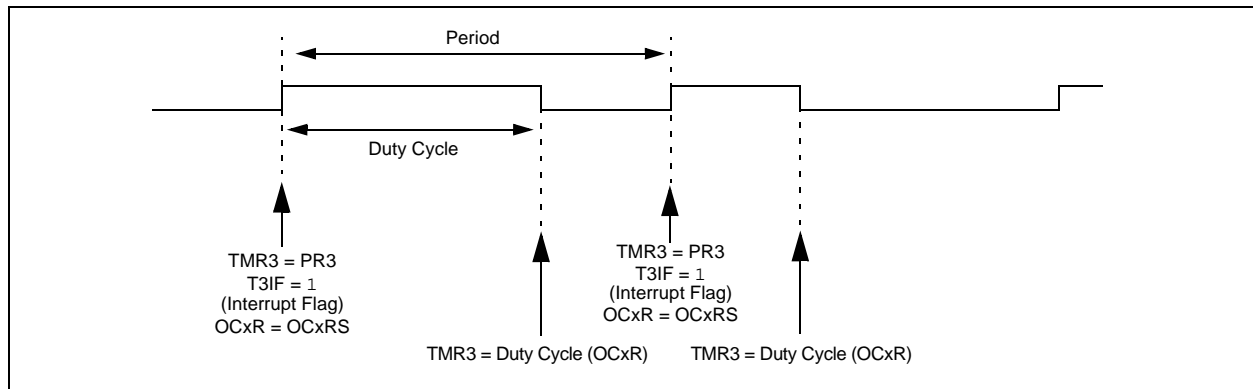 Period
Duty Cycle
TMR3 = PR3
T3IF = 1
(Interrupt Flag)
OCxR = OCxRS
TMR3 = Duty Cycle (OCxR)
TMR3 = PR3
T3IF = 1
(Interrupt Flag)
OCxR = OCxRS
TMR3 = Duty Cycle (OCxR)